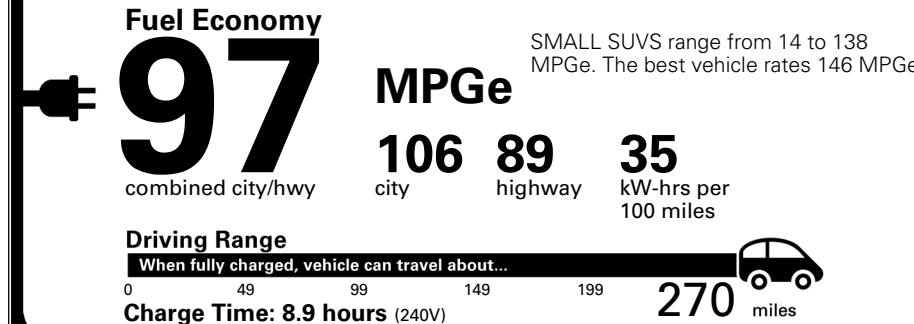 Fuel Economy
97
MPGe
SMALL SUVS range from 14 to 138
MPGe. The best vehicle rates 146 MPGe
combined city/hwy
106
city
89
highway
35
kW-hrs per
100 miles
Driving Range
When fully charged, vehicle can travel about...
0 49 99 149 199 270 miles
Charge Time: 8.9 hours (240V)